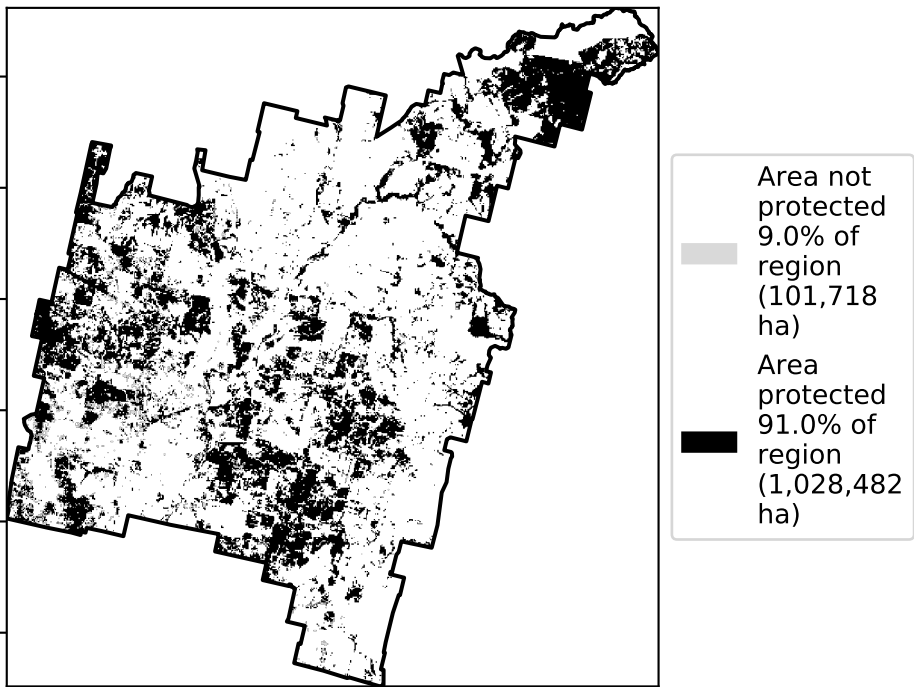 Area not
protected
9.0% of
region
(101,718
ha)
Area
protected
91.0% of
region
(1,028,482
ha)